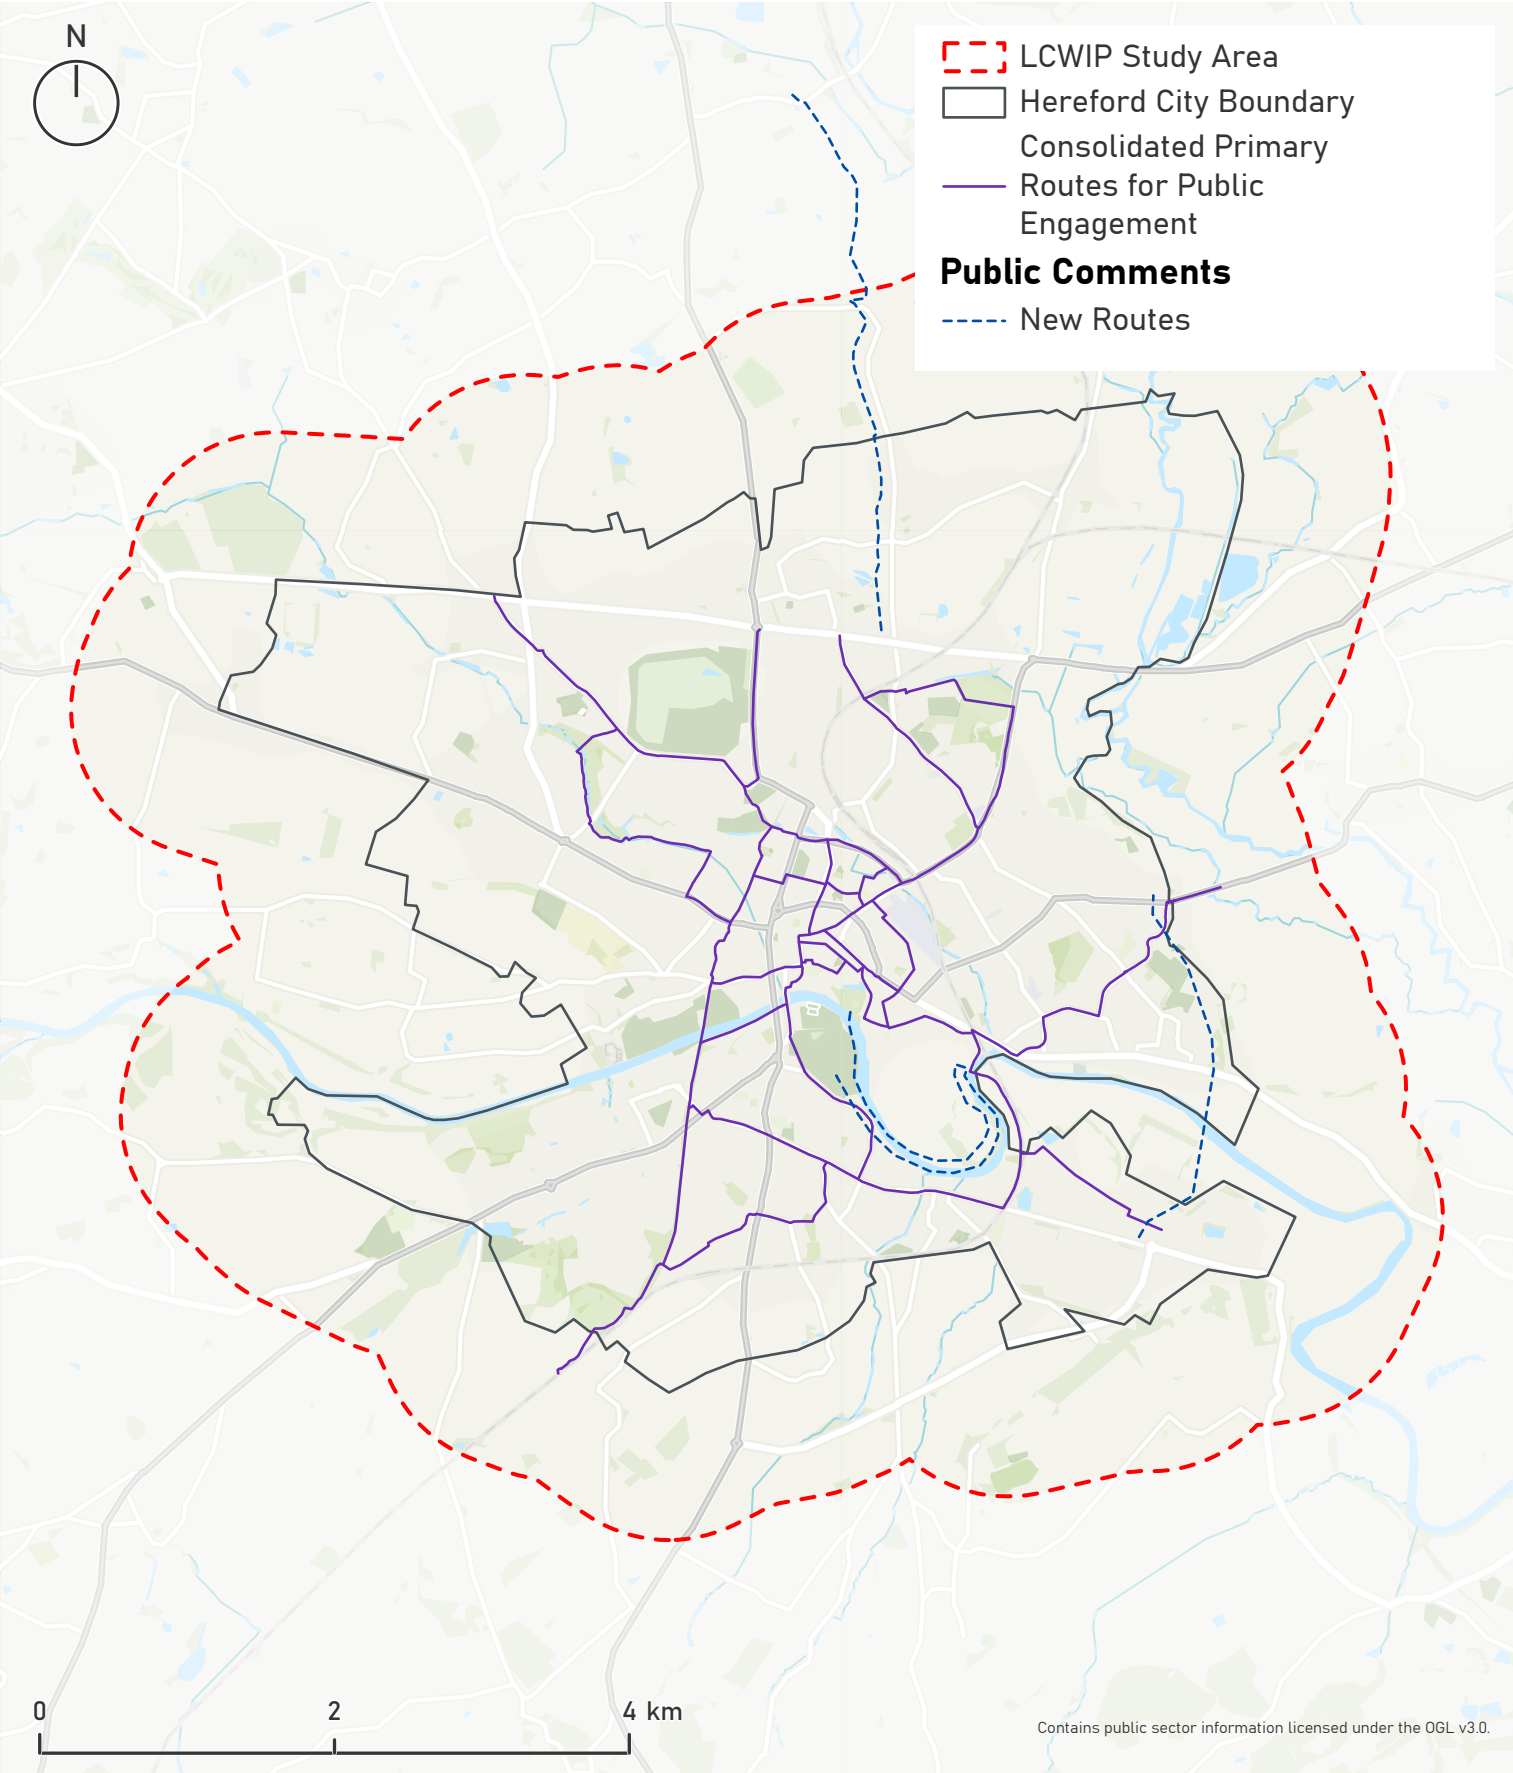 N
LCWIP Study Area
Hereford City Boundary
Consolidated Primary
Routes for Public
Engagement
Public Comments
New Routes
0 2 4 km
Contains public sector information licensed under the OGL v3.0.